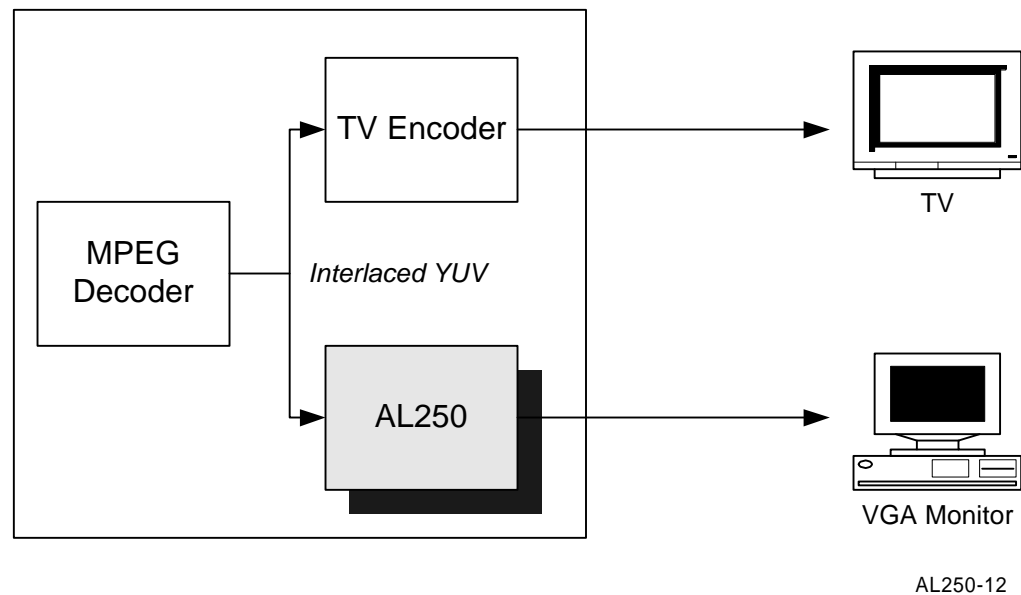 TV Encoder
TV
MPEG
Decoder
Interlaced YUV
AL250
VGA Monitor
AL250-12